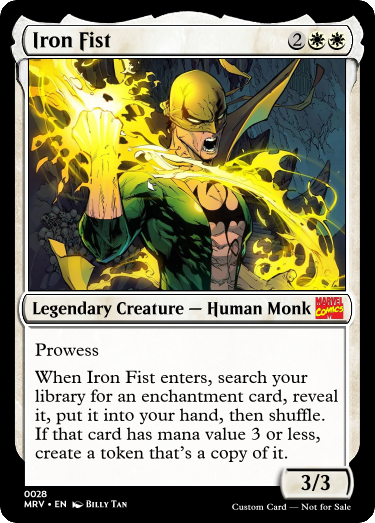 Iron Fist 2
Legendary Creature — Human Monk MARVEL COMICS
Prowess
When Iron Fist enters, search your
library for an enchantment card, reveal
it, put it into your hand, then shuffle.
If that card has mana value 3 or less,
create a token that's a copy of it.
3/3
0028
MRV • EN BILLY TAN
Custom Card — Not for Sale